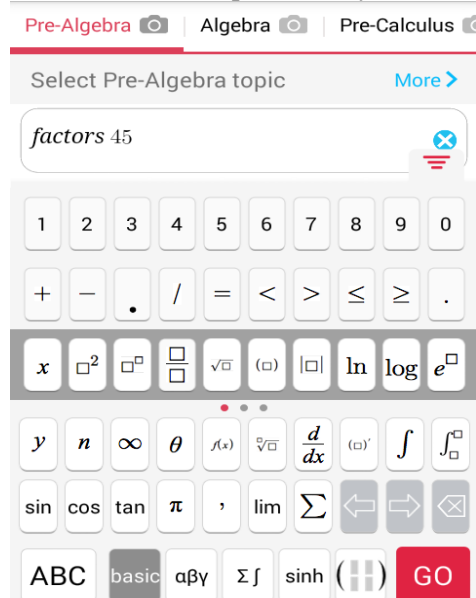 Pre-Algebra Algebra Pre-Calculus
Select Pre-Algebra topic More >
factors 45
1 2 3 4 5 6 7 8 9 0
+ − . / = < > ≤ ≥ .
x □² □^□ □/□ √□ (□) |□| ln log e^□
y n ∞ θ f(x) ⁿ√□ d/dx (□)′ ∫ ∫_□^□
sin cos tan π , lim Σ ⇦ ⇨ ⌫
ABC basic αβγ Σ∫ sinh (▯▯) GO